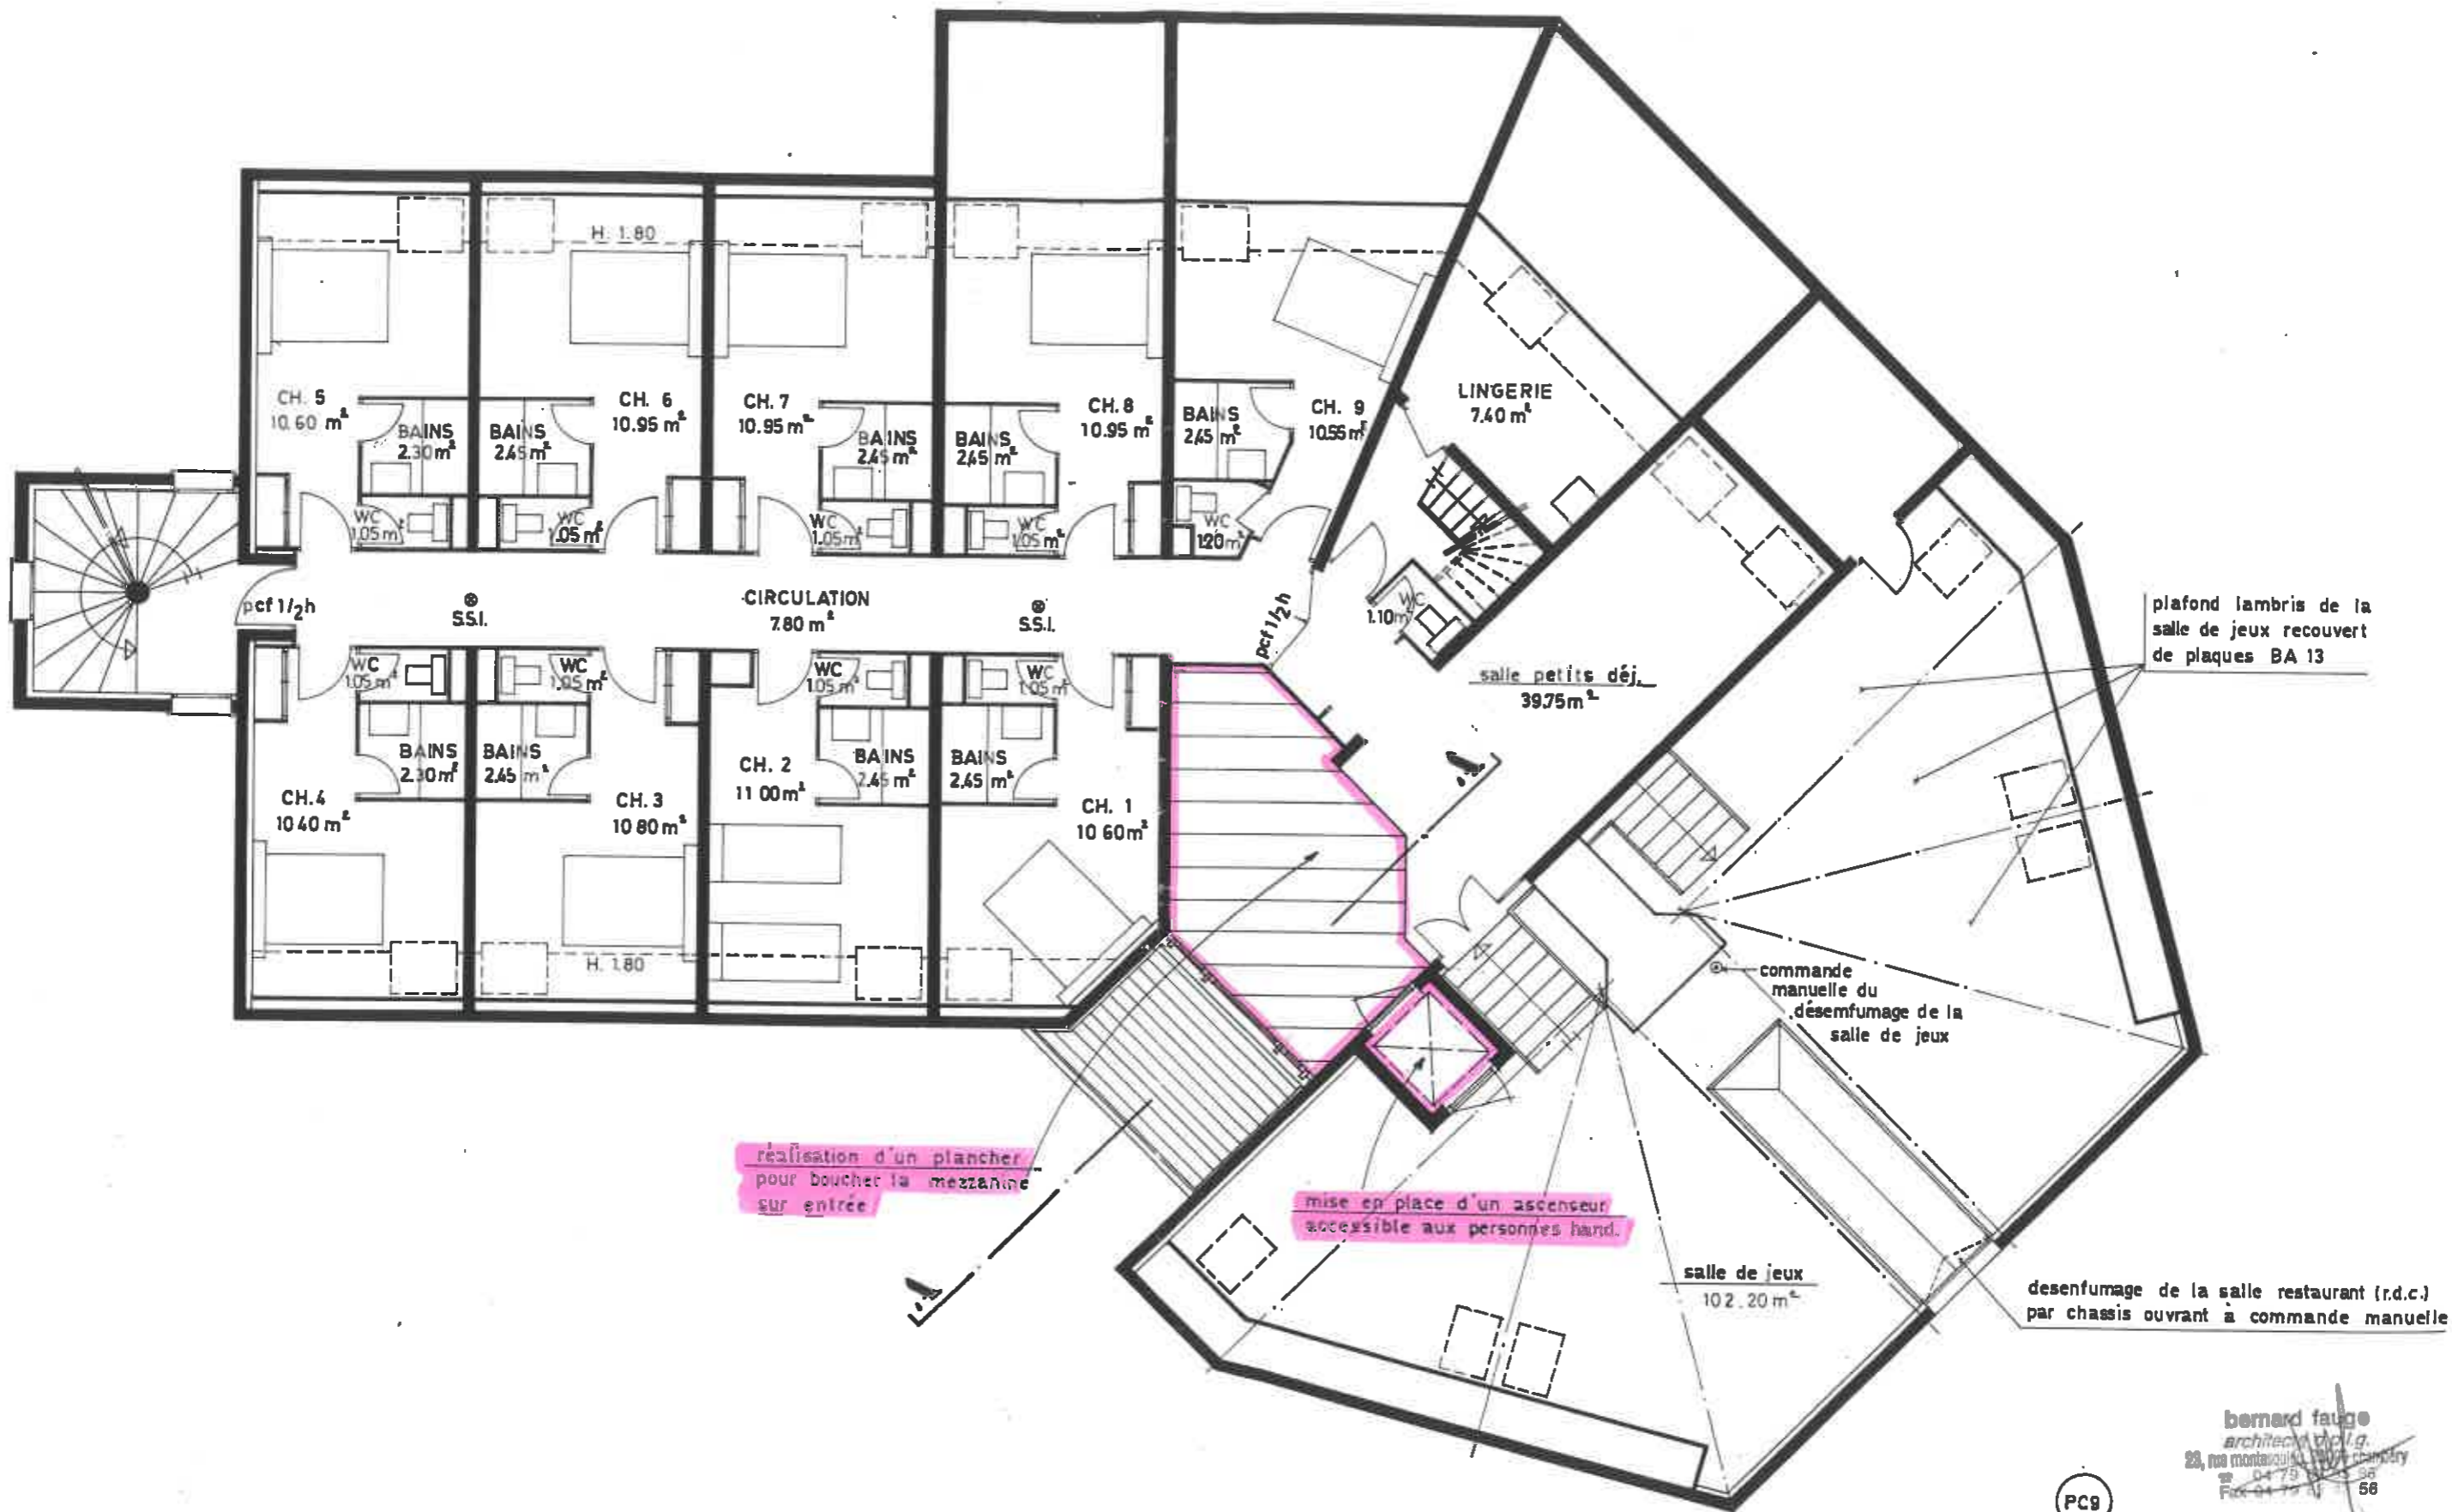 H. 1.80
CH. 5
10.60 m²
BAINS
2.30 m²
BAINS
2.45 m²
CH. 6
10.95 m²
CH. 7
10.95 m²
BAINS
2.45 m²
BAINS
2.45 m²
CH. 8
10.95 m²
BAINS
2.45 m²
CH. 9
10.55 m²
LINGERIE
7.40 m²
WC
1.05 m²
WC
1.05 m²
WC
1.05 m²
WC
1.05 m²
WC
1.20 m²
pcf 1/2h
S.S.I.
CIRCULATION
7.80 m²
S.S.I.
pcf 1/2h
WC
1.10 m²
plafond lambris de la
salle de jeux recouvert
de plaques BA 13
salle petits déj.
39.75 m²
WC
1.05 m²
WC
1.05 m²
WC
1.05 m²
WC
1.05 m²
BAINS
2.30 m²
BAINS
2.45 m²
CH. 2
11 00 m²
BAINS
2.45 m²
BAINS
2.45 m²
CH. 4
10 40 m²
CH. 3
10 80 m²
CH. 1
10 60 m²
H. 1.80
commande
manuelle du
désemfumage de la
salle de jeux
réalisation d'un plancher
pour boucher la mezzanine
sur entrée
mise en place d'un ascenseur
accessible aux personnes hand.
salle de jeux
102.20 m²
desenfumage de la salle restaurant (r.d.c.)
par chassis ouvrant à commande manuelle
bernard fauge
architecte d.p.l.g.
23, rue
chambéry
04 79
Fax 04 79
56
PC9